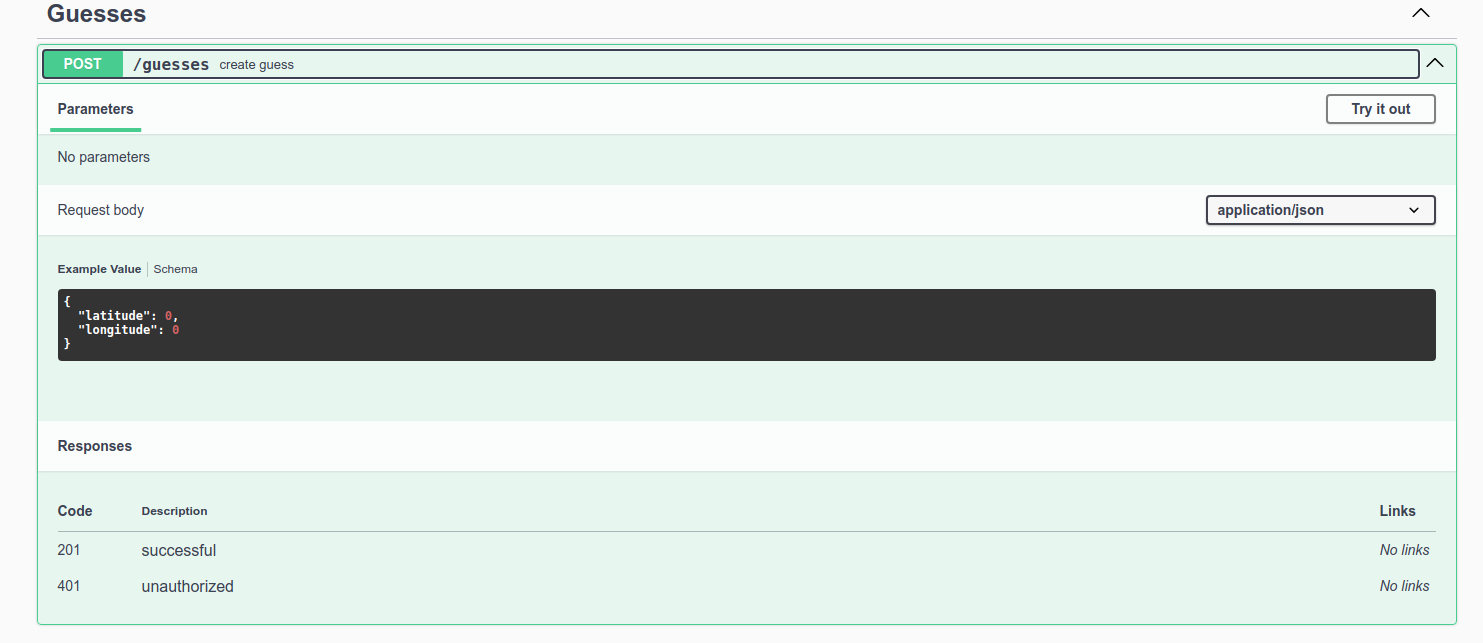 Guesses
POST /guesses create guess
Parameters Try it out
No parameters
Request body application/json
Example Value Schema
{
"latitude": 0,
"longitude": 0
}
Responses
Code Description Links
201 successful No links
401 unauthorized No links